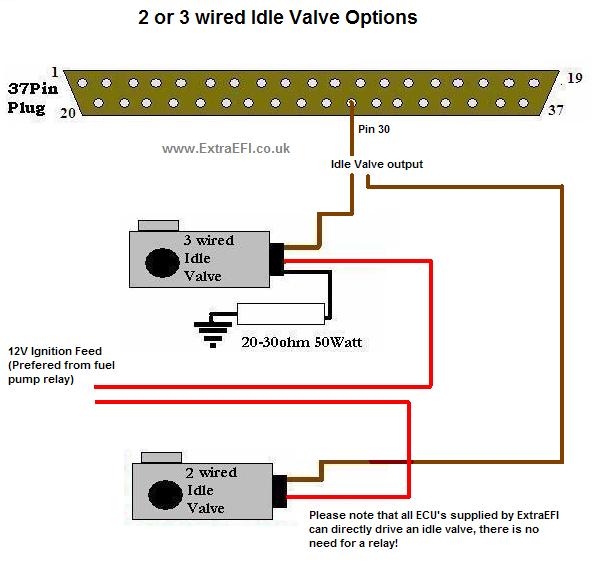 2 or 3 wired Idle Valve Options
1
19
37Pin
Plug
20
37
Pin 30
www.ExtraEFI.co.uk
Idle Valve output
3 wired
Idle
Valve
20-30ohm 50Watt
12V Ignition Feed
(Prefered from fuel
pump relay)
2 wired
Idle
Valve
Please note that all ECU's supplied by ExtraEFI
can directly drive an idle valve, there is no
need for a relay!